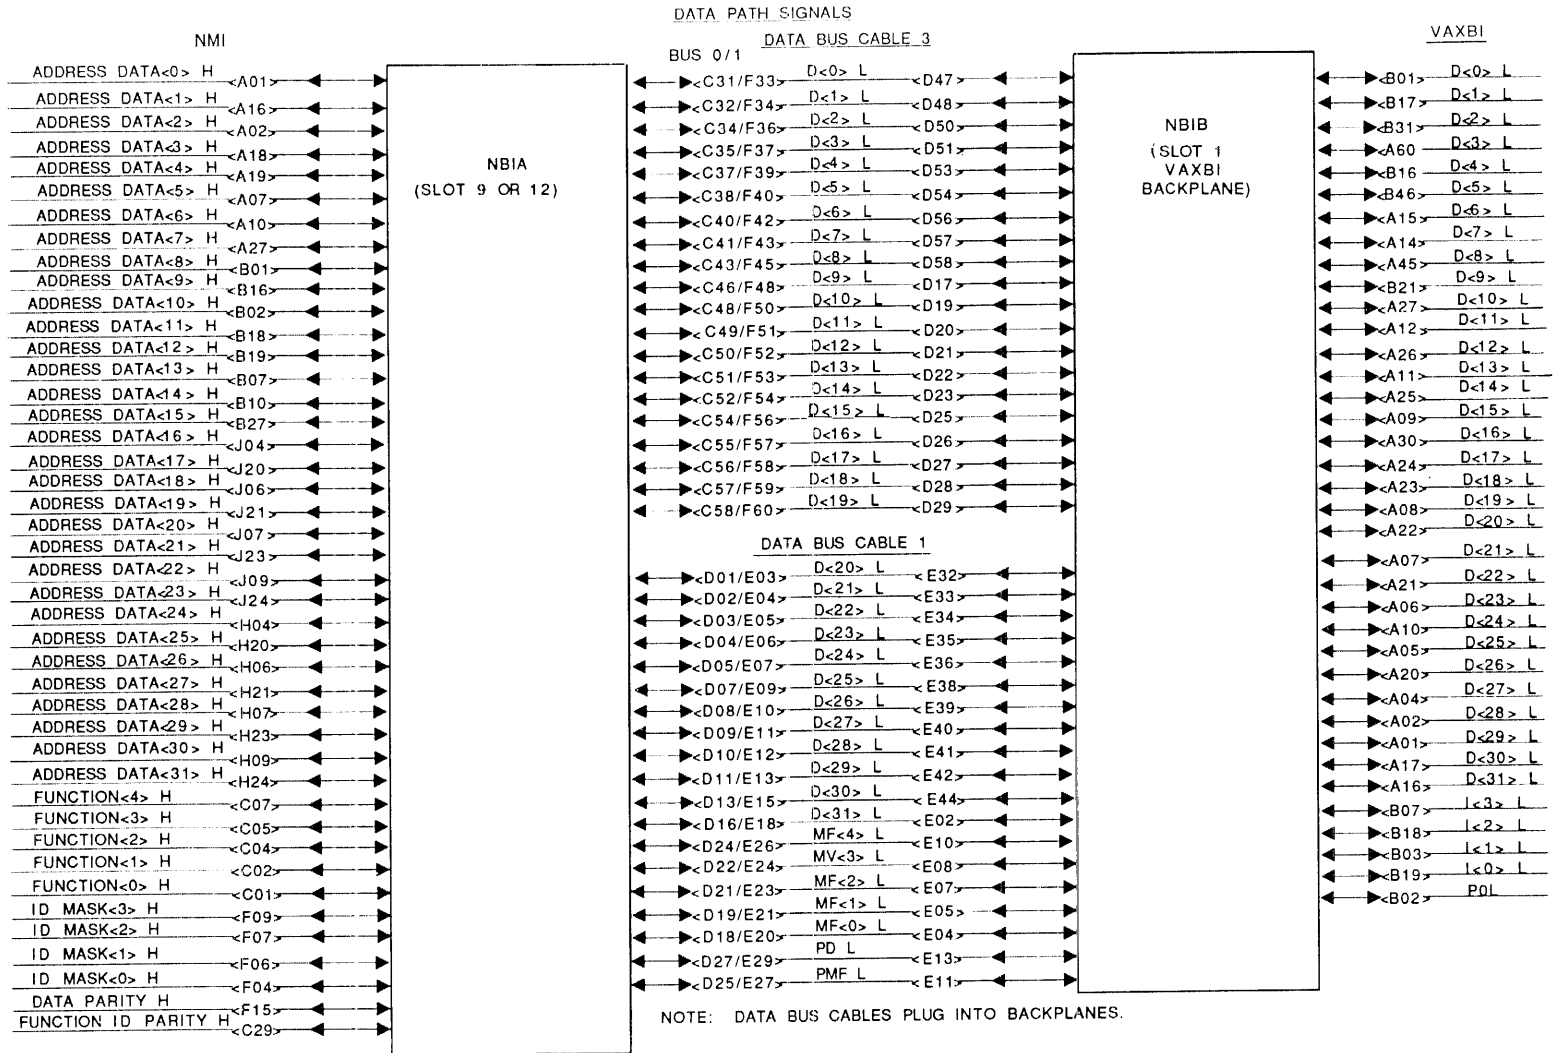 DATA PATH SIGNALS
NMI
BUS 0/1
DATA BUS CABLE 3
VAXBI
NBIA
(SLOT 9 OR 12)
NBIB
(SLOT 1
VAXBI
BACKPLANE)
ADDRESS DATA<0> H <A01>
ADDRESS DATA<1> H <A16>
ADDRESS DATA<2> H <A02>
ADDRESS DATA<3> H <A18>
ADDRESS DATA<4> H <A19>
ADDRESS DATA<5> H <A07>
ADDRESS DATA<6> H <A10>
ADDRESS DATA<7> H <A27>
ADDRESS DATA<8> H <B01>
ADDRESS DATA<9> H <B16>
ADDRESS DATA<10> H <B02>
ADDRESS DATA<11> H <B18>
ADDRESS DATA<12> H <B19>
ADDRESS DATA<13> H <B07>
ADDRESS DATA<14> H <B10>
ADDRESS DATA<15> H <B27>
ADDRESS DATA<16> H <J04>
ADDRESS DATA<17> H <J20>
ADDRESS DATA<18> H <J06>
ADDRESS DATA<19> H <J21>
ADDRESS DATA<20> H <J07>
ADDRESS DATA<21> H <J23>
ADDRESS DATA<22> H <J09>
ADDRESS DATA<23> H <J24>
ADDRESS DATA<24> H <H04>
ADDRESS DATA<25> H <H20>
ADDRESS DATA<26> H <H06>
ADDRESS DATA<27> H <H21>
ADDRESS DATA<28> H <H07>
ADDRESS DATA<29> H <H23>
ADDRESS DATA<30> H <H09>
ADDRESS DATA<31> H <H24>
FUNCTION<4> H <C07>
FUNCTION<3> H <C05>
FUNCTION<2> H <C04>
FUNCTION<1> H <C02>
FUNCTION<0> H <C01>
ID MASK<3> H <F09>
ID MASK<2> H <F07>
ID MASK<1> H <F06>
ID MASK<0> H <F04>
DATA PARITY H <F15>
FUNCTION ID PARITY H <C29>
<C31/F33> D<0> L <D47>
<C32/F34> D<1> L <D48>
<C34/F36> D<2> L <D50>
<C35/F37> D<3> L <D51>
<C37/F39> D<4> L <D53>
<C38/F40> D<5> L <D54>
<C40/F42> D<6> L <D56>
<C41/F43> D<7> L <D57>
<C43/F45> D<8> L <D58>
<C46/F48> D<9> L <D17>
<C48/F50> D<10> L <D19>
<C49/F51> D<11> L <D20>
<C50/F52> D<12> L <D21>
<C51/F53> D<13> L <D22>
<C52/F54> D<14> L <D23>
<C54/F56> D<15> L <D25>
<C55/F57> D<16> L <D26>
<C56/F58> D<17> L <D27>
<C57/F59> D<18> L <D28>
<C58/F60> D<19> L <D29>
DATA BUS CABLE 1
<D01/E03> D<20> L <E32>
<D02/E04> D<21> L <E33>
<D03/E05> D<22> L <E34>
<D04/E06> D<23> L <E35>
<D05/E07> D<24> L <E36>
<D07/E09> D<25> L <E38>
<D08/E10> D<26> L <E39>
<D09/E11> D<27> L <E40>
<D10/E12> D<28> L <E41>
<D11/E13> D<29> L <E42>
<D13/E15> D<30> L <E44>
<D16/E18> D<31> L <E02>
<D24/E26> MF<4> L <E10>
<D22/E24> MV<3> L <E08>
<D21/E23> MF<2> L <E07>
<D19/E21> MF<1> L <E05>
<D18/E20> MF<0> L <E04>
<D27/E29> PD L <E13>
<D25/E27> PMF L <E11>
<B01> D<0> L
<B17> D<1> L
<B31> D<2> L
<A60 D<3> L
<B16 D<4> L
<B46> D<5> L
<A15> D<6> L
<A14> D<7> L
<A45> D<8> L
<B21> D<9> L
<A27> D<10> L
<A12> D<11> L
<A26> D<12> L
<A11> D<13> L
<A25> D<14> L
<A09> D<15> L
<A30> D<16> L
<A24> D<17> L
<A23> D<18> L
<A08> D<19> L
<A22> D<20> L
<A07> D<21> L
<A21> D<22> L
<A06> D<23> L
<A10> D<24> L
<A05> D<25> L
<A20> D<26> L
<A04> D<27> L
<A02> D<28> L
<A01> D<29> L
<A17> D<30> L
<A16> D<31> L
<B07> I<3> L
<B18> I<2> L
<B03> I<1> L
<B19> I<0> L
<B02> POL
NOTE: DATA BUS CABLES PLUG INTO BACKPLANES.